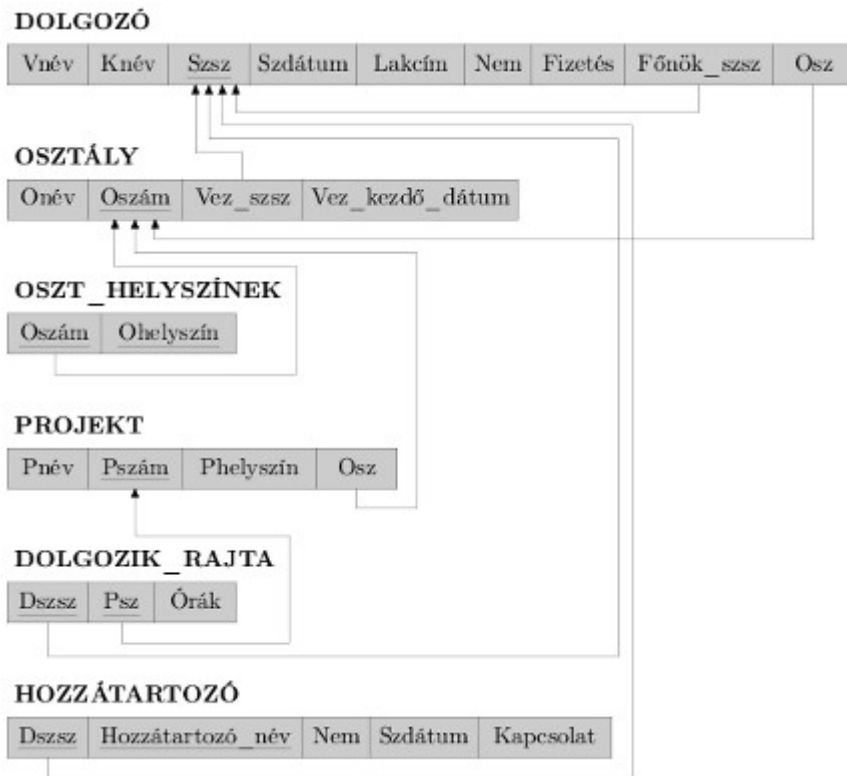 DOLGOZÓ
Vnév Knév Szsz Szdátum Lakcím Nem Fizetés Főnök_szsz Osz
OSZTÁLY
Onév Oszám Vez_szsz Vez_kezdő_dátum
OSZT_HELYSZÍNEK
Oszám Ohelyszín
PROJEKT
Pnév Pszám Phelyszín Osz
DOLGOZIK_RAJTA
Dszsz Psz Órák
HOZZÁTARTOZÓ
Dszsz Hozzátartozó_név Nem Szdátum Kapcsolat